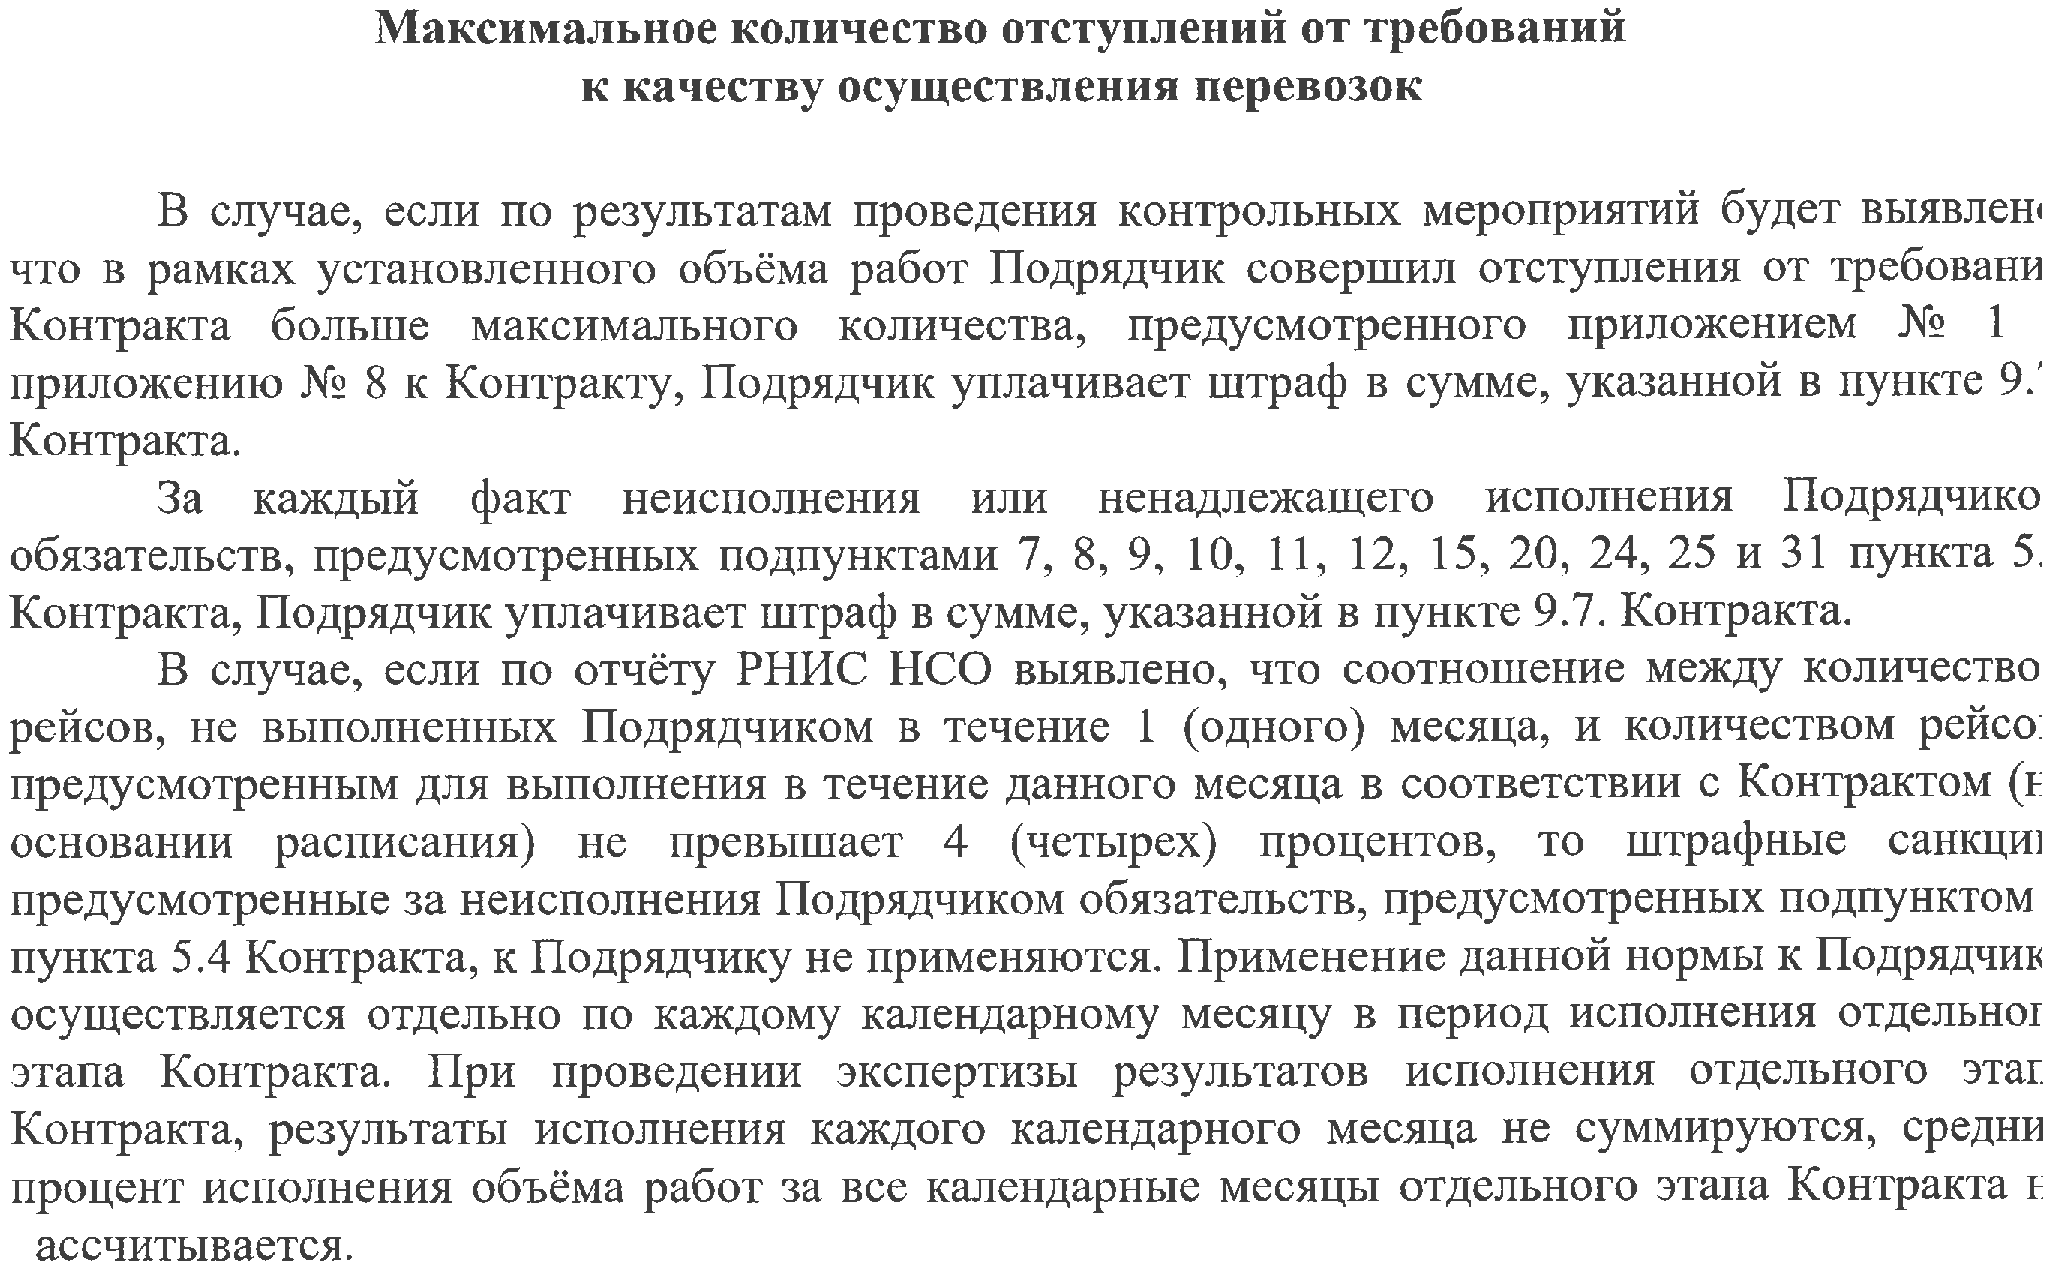 Максимальное количество отступлений от требований
к качеству осуществления перевозок
В случае, если по результатам проведения контрольных мероприятий будет выявлен
что в рамках установленного объёма работ Подрядчик совершил отступления от требовани
Контракта больше максимального количества, предусмотренного приложением № 1
приложению № 8 к Контракту, Подрядчик уплачивает штраф в сумме, указанной в пункте 9.
Контракта.
За каждый факт неисполнения или ненадлежащего исполнения Подрядчико
обязательств, предусмотренных подпунктами 7, 8, 9, 10, 11, 12, 15, 20, 24, 25 и 31 пункта 5.
Контракта, Подрядчик уплачивает штраф в сумме, указанной в пункте 9.7. Контракта.
В случае, если по отчёту РНИС НСО выявлено, что соотношение между количество
рейсов, не выполненных Подрядчиком в течение 1 (одного) месяца, и количеством рейсо
предусмотренным для выполнения в течение данного месяца в соответствии с Контрактом (н
основании расписания) не превышает 4 (четырех) процентов, то штрафные санкци
предусмотренные за неисполнения Подрядчиком обязательств, предусмотренных подпунктом
пункта 5.4 Контракта, к Подрядчику не применяются. Применение данной нормы к Подрядчик
осуществляется отдельно по каждому календарному месяцу в период исполнения отдельног
этапа Контракта. При проведении экспертизы результатов исполнения отдельного этап
Контракта, результаты исполнения каждого календарного месяца не суммируются, средни
процент исполнения объёма работ за все календарные месяцы отдельного этапа Контракта н
ассчитывается.